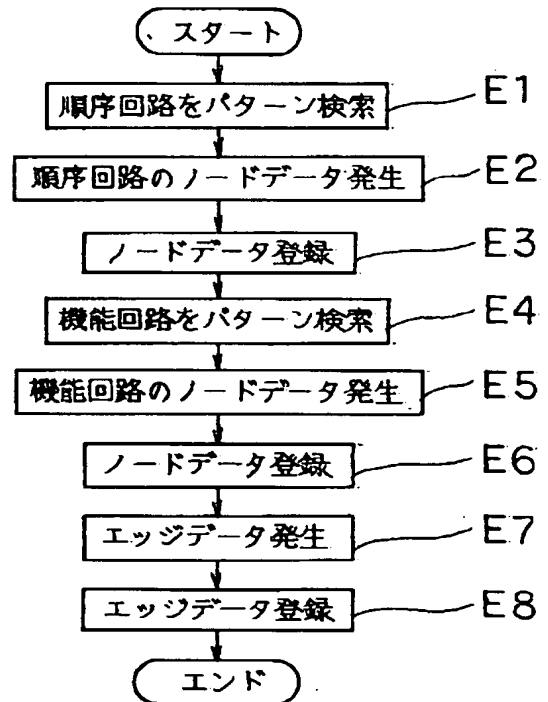 スタート
順序回路をパターン検索 E1
順序回路のノードデータ発生 E2
ノードデータ登録 E3
機能回路をパターン検索 E4
機能回路のノードデータ発生 E5
ノードデータ登録 E6
エッジデータ発生 E7
エッジデータ登録 E8
エンド